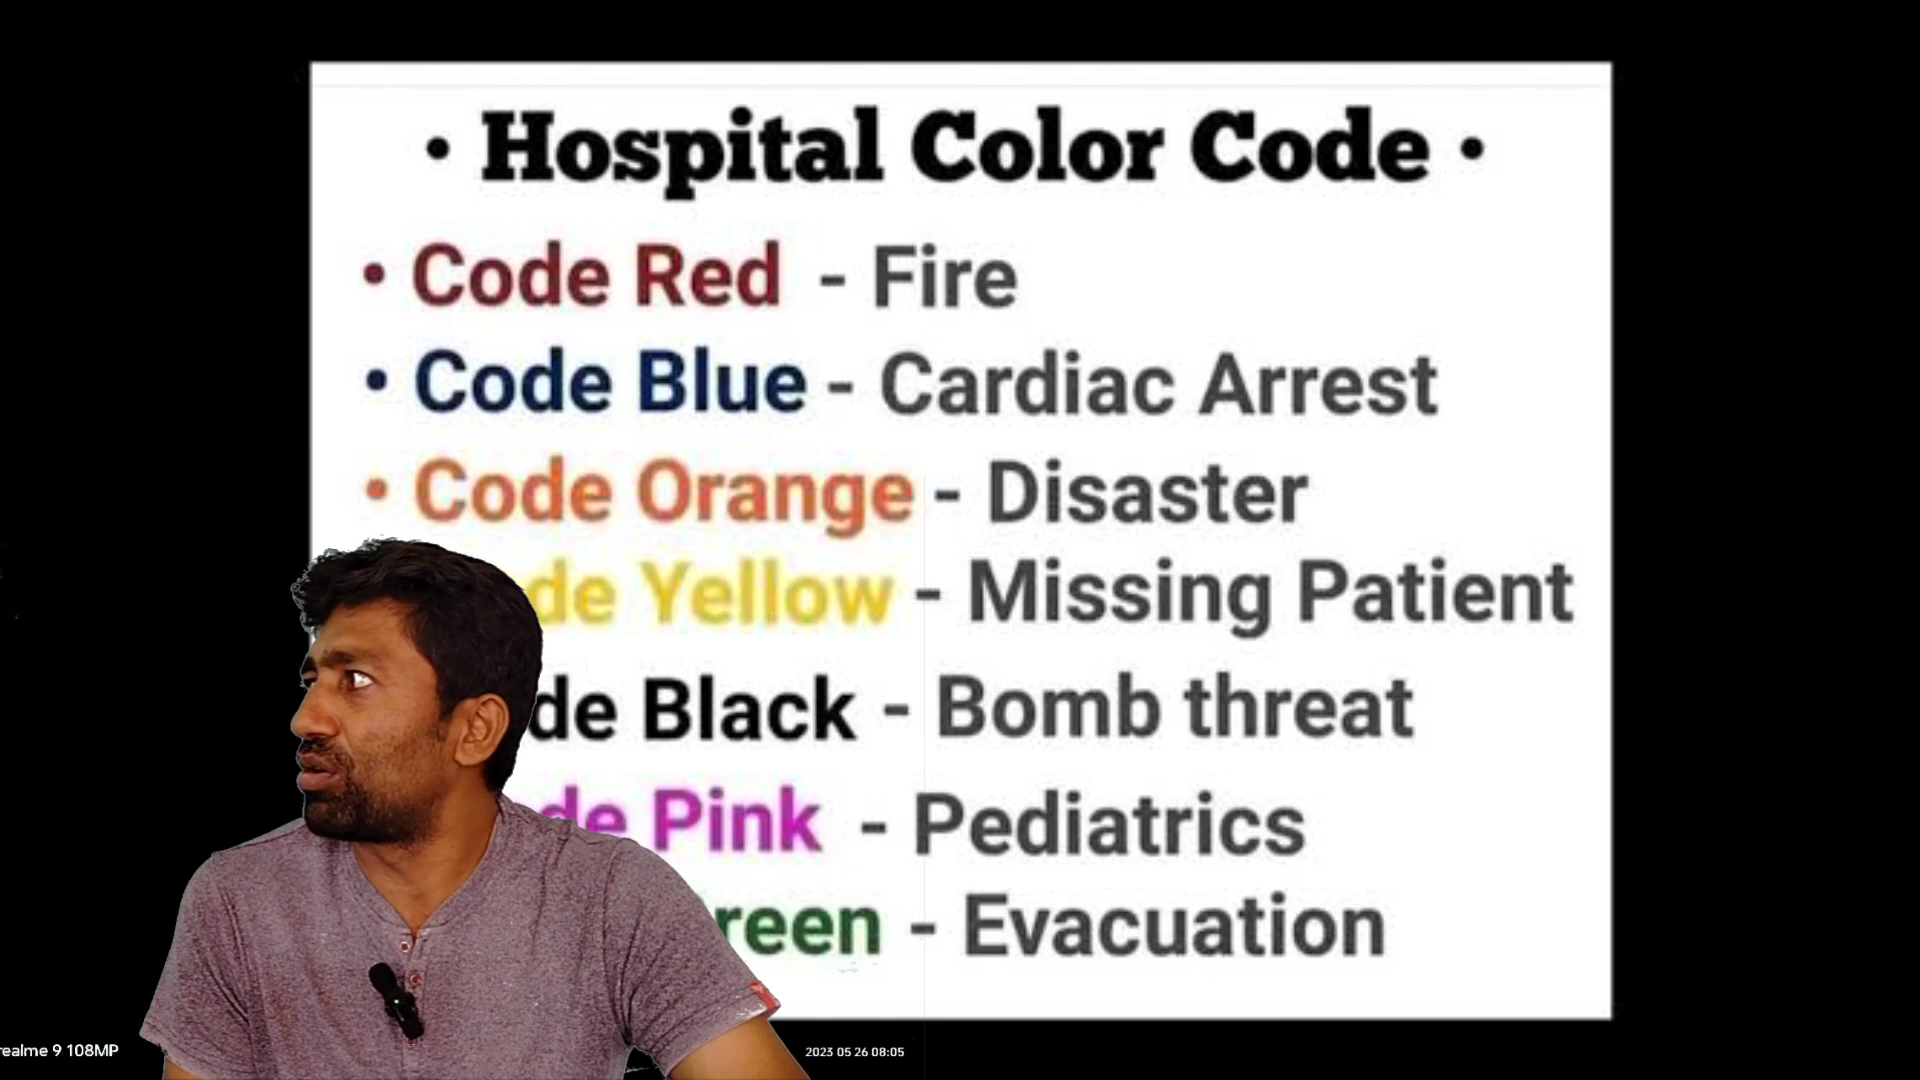 • Hospital Color Code •
• Code Red - Fire
• Code Blue - Cardiac Arrest
• Code Orange - Disaster
de Yellow - Missing Patient
de Black - Bomb threat
de Pink - Pediatrics
reen - Evacuation
realme 9 108MP
2023 05 26 08:05